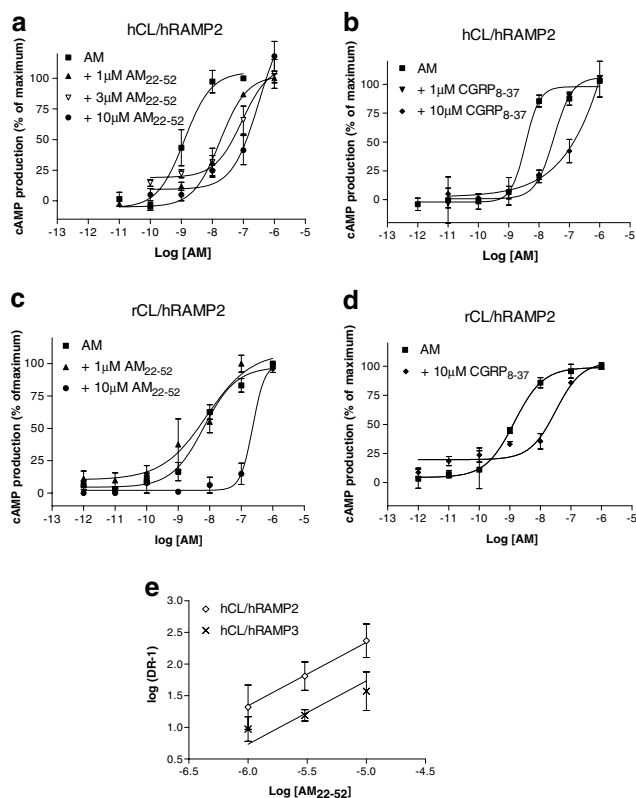 a
hCL/hRAMP2
AM
+ 1μM AM22-52
+ 3μM AM22-52
+ 10μM AM22-52
cAMP production (% of maximum)
100
75
50
25
0
-13 -12 -11 -10 -9 -8 -7 -6 -5
Log [AM]
b
hCL/hRAMP2
AM
+ 1μM CGRP8-37
+ 10μM CGRP8-37
cAMP production (% of maximum)
100
75
50
25
0
-13 -12 -11 -10 -9 -8 -7 -6 -5
Log [AM]
c
rCL/hRAMP2
AM
+ 1μM AM22-52
+ 10μM AM22-52
cAMP production (% of maximum)
100
75
50
25
0
-13 -12 -11 -10 -9 -8 -7 -6 -5
log [AM]
d
rCL/hRAMP2
AM
+ 10μM CGRP8-37
cAMP production (% of maximum)
100
75
50
25
0
-13 -12 -11 -10 -9 -8 -7 -6 -5
Log [AM]
e
hCL/hRAMP2
hCL/hRAMP3
log (DR-1)
3.0
2.5
2.0
1.5
1.0
0.5
-6.5 -6.0 -5.5 -5.0 -4.5
Log [AM22-52]